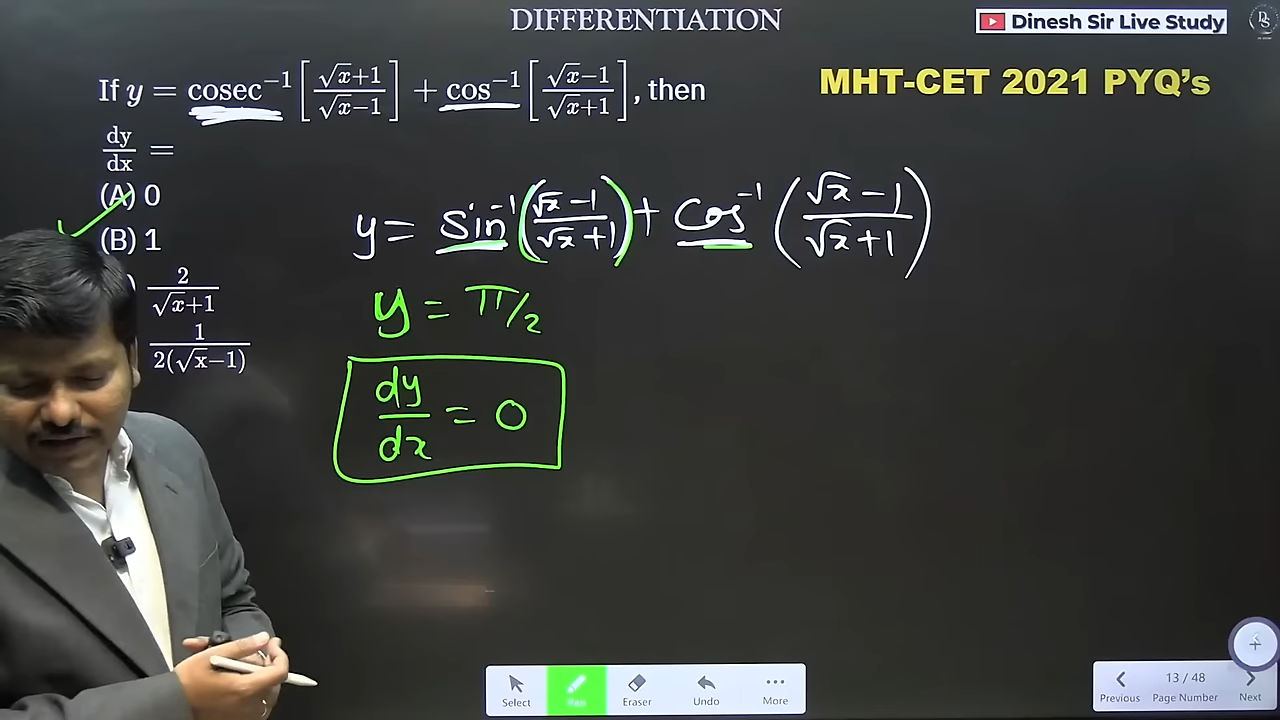 DIFFERENTIATION
Dinesh Sir Live Study
DS
MHT-CET 2021 PYQ's
If y = cosec⁻¹ [(√x+1)/(√x−1)] + cos⁻¹ [(√x−1)/(√x+1)], then
dy/dx =
(A) 0
(B) 1
) 2/(√x+1)
1/(2(√x−1))
y = sin⁻¹((√x−1)/(√x+1)) + cos⁻¹((√x−1)/(√x+1))
y = π/2
dy/dx = 0
Select Pen Eraser Undo More
13 / 48
Previous Page Number Next